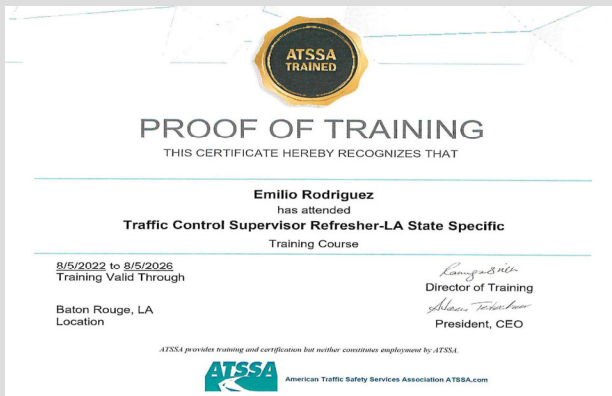 ATSSA
TRAINED
PROOF OF TRAINING
THIS CERTIFICATE HEREBY RECOGNIZES THAT
Emilio Rodriguez
has attended
Traffic Control Supervisor Refresher-LA State Specific
Training Course
8/5/2022 to 8/5/2026
Training Valid Through
Director of Training
Baton Rouge, LA
Location
President, CEO
ATSSA provides training and certification but neither constitutes employment by ATSSA.
ATSSA
American Traffic Safety Services Association ATSSA.com